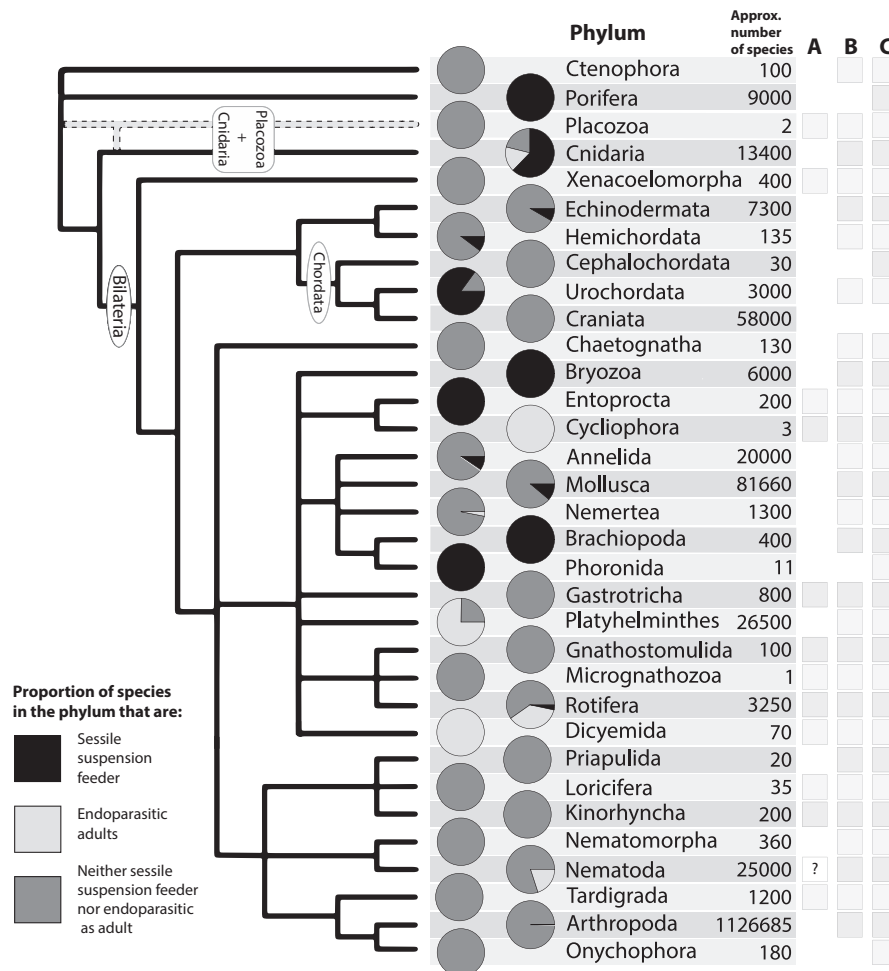 Phylum
Approx.
number
of species
A
B
C
Ctenophora 100
Porifera 9000
Placozoa 2
Cnidaria 13400
Xenacoelomorpha 400
Echinodermata 7300
Hemichordata 135
Cephalochordata 30
Urochordata 3000
Craniata 58000
Chaetognatha 130
Bryozoa 6000
Entoprocta 200
Cycliophora 3
Annelida 20000
Mollusca 81660
Nemertea 1300
Brachiopoda 400
Phoronida 11
Gastrotricha 800
Platyhelminthes 26500
Gnathostomulida 100
Micrognathozoa 1
Rotifera 3250
Dicyemida 70
Priapulida 20
Loricifera 35
Kinorhyncha 200
Nematomorpha 360
Nematoda 25000 ?
Tardigrada 1200
Arthropoda 1126685
Onychophora 180
Placozoa
+
Cnidaria
Bilateria
Chordata
Proportion of species
in the phylum that are:
Sessile
suspension
feeder
Endoparasitic
adults
Neither sessile
suspension feeder
nor endoparasitic
as adult